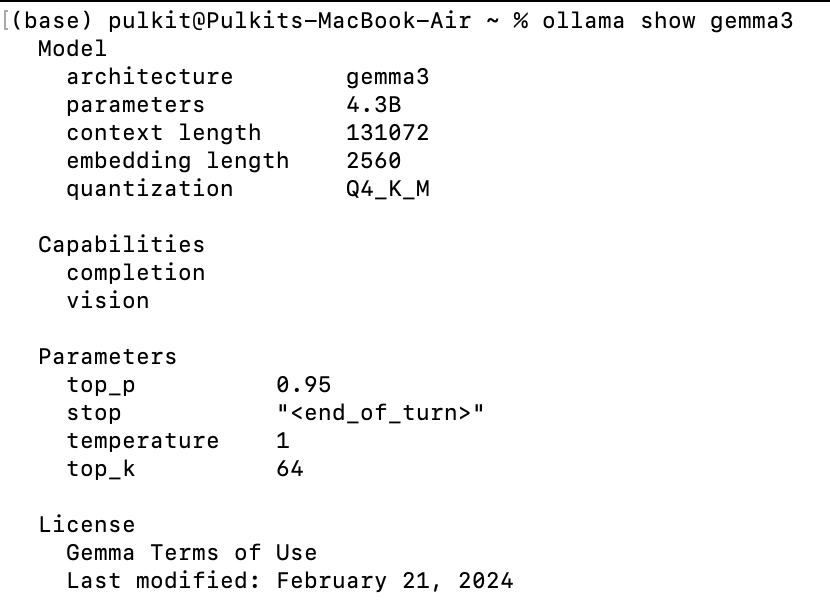 [(base) pulkit@Pulkits-MacBook-Air ~ % ollama show gemma3
Model
architecture gemma3
parameters 4.3B
context length 131072
embedding length 2560
quantization Q4_K_M
Capabilities
completion
vision
Parameters
top_p 0.95
stop "<end_of_turn>"
temperature 1
top_k 64
License
Gemma Terms of Use
Last modified: February 21, 2024